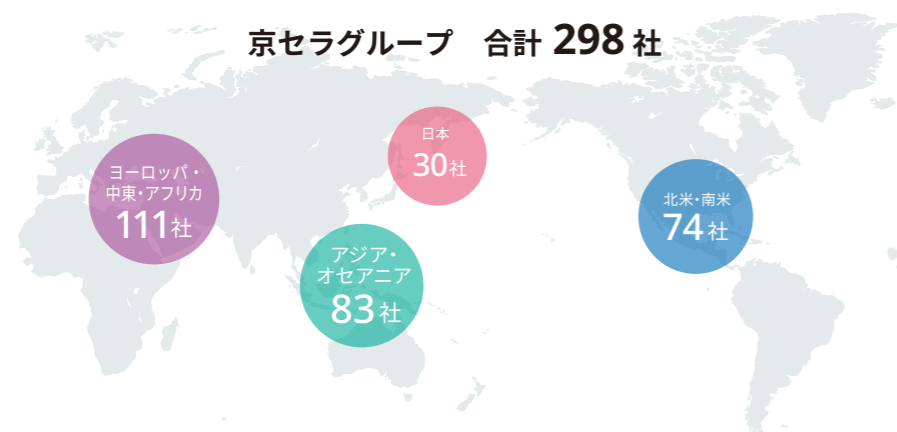 京セラグループ　合計 298 社
日本
30社
ヨーロッパ・
中東・アフリカ
111社
北米・南米
74社
アジア・
オセアニア
83社